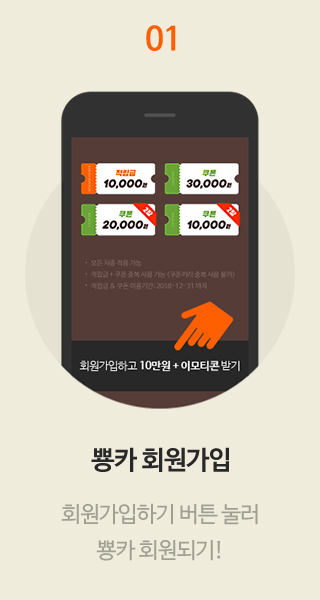 01
적립금
10,000원
쿠폰
30,000원
쿠폰
20,000원
쿠폰
10,000원
• 모든 차종 적용 가능
• 적립금 + 쿠폰 중복 사용 가능 (쿠폰끼리 중복 사용 불가)
• 적립금 & 쿠폰 이용기간: 2018-12-31 까지
회원가입하고 10만원 + 이모티콘 받기
뿅카 회원가입
회원가입하기 버튼 눌러
뿅카 회원되기!